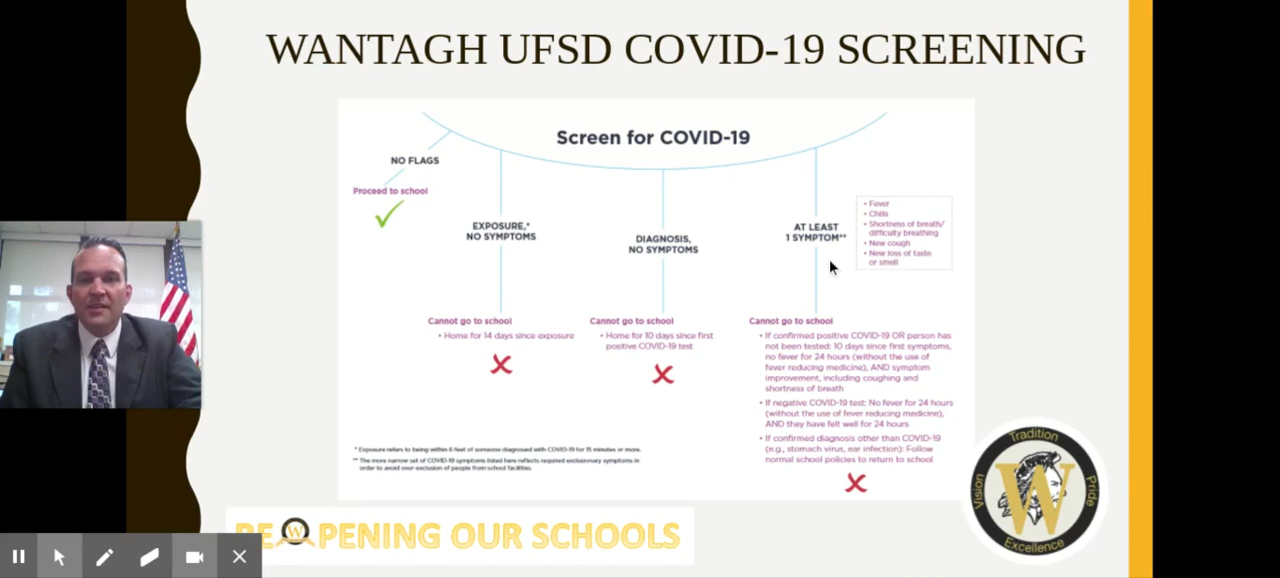 WANTAGH UFSD COVID-19 SCREENING
Screen for COVID-19
NO FLAGS
Proceed to school
EXPOSURE,*
NO SYMPTOMS
DIAGNOSIS,
NO SYMPTOMS
AT LEAST
1 SYMPTOM**
• Fever
• Chills
• Shortness of breath/
difficulty breathing
• New cough
• New loss of taste
or smell
Cannot go to school
• Home for 14 days since exposure
Cannot go to school
• Home for 10 days since first
positive COVID-19 test
Cannot go to school
• If confirmed positive COVID-19 OR person has
not been tested: 10 days since first symptoms,
no fever for 24 hours (without the use of
fever reducing medicine), AND symptom
improvement, including coughing and
shortness of breath
• If negative COVID-19 test: No fever for 24 hours
(without the use of fever reducing medicine),
AND they have felt well for 24 hours
• If confirmed diagnosis other than COVID-19
(e.g., stomach virus, ear infection): Follow
normal school policies to return to school
* Exposure refers to being within 6 feet of someone diagnosed with COVID-19 for 15 minutes or more.
** The more narrow set of COVID-19 symptoms listed here reflects required exclusionary symptoms in
order to avoid over-exclusion of people from school facilities.
Tradition
Vision
W
Pride
Excellence
RE
W
PENING OUR SCHOOLS